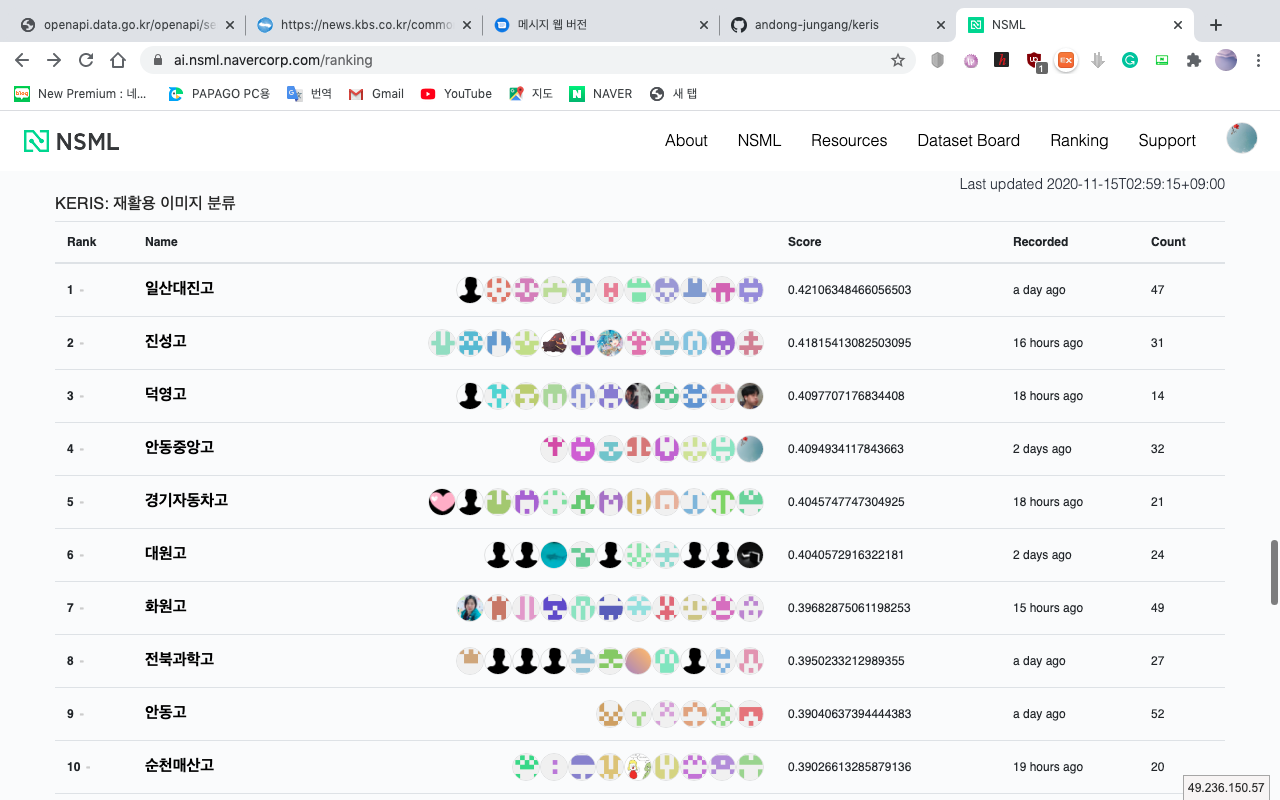 openapi.data.go.kr/openapi/se
https://news.kbs.co.kr/commo
메시지 웹 버전
andong-jungang/keris
NSML
ai.nsml.navercorp.com/ranking
1
EX
blog New Premium : 네...
PAPAGO PC용
번역
Gmail
YouTube
지도
NAVER
새 탭
NSML
About NSML Resources Dataset Board Ranking Support
Last updated 2020-11-15T02:59:15+09:00
KERIS: 재활용 이미지 분류
Rank Name Score Recorded Count
1 - 일산대진고 0.42106348466056503 a day ago 47
2 - 진성고 0.41815413082503095 16 hours ago 31
3 - 덕영고 0.4097707176834408 18 hours ago 14
4 - 안동중앙고 0.4094934117843663 2 days ago 32
5 - 경기자동차고 0.4045747747304925 18 hours ago 21
6 - 대원고 0.4040572916322181 2 days ago 24
7 - 화원고 0.39682875061198253 15 hours ago 49
8 - 전북과학고 0.3950233212989355 a day ago 27
9 - 안동고 0.39040637394444383 a day ago 52
10 - 순천매산고 0.39026613285879136 19 hours ago 20
49.236.150.57